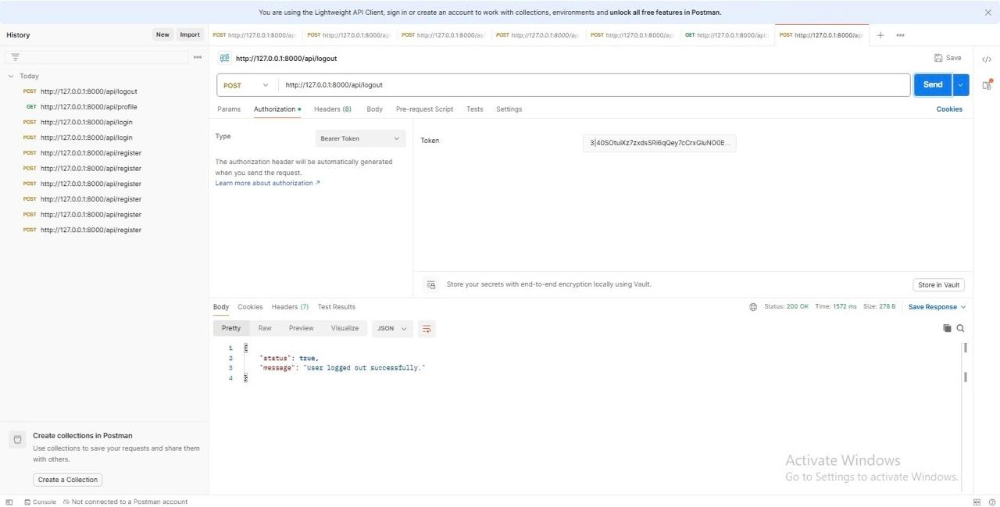 You are using the Lightweight API Client, sign in or create an account to work with collections, environments and unlock all free features in Postman.
History
New
Import
POST http://127.0.0.1:8000/ap
POST http://127.0.0.1:8000/ap
POST http://127.0.0.1:8000/ap
POST http://127.0.0.1:8000/ap
POST http://127.0.0.1:8000/ap
GET http://127.0.0.1:8000/api/
POST http://127.0.0.1:8000/ap
http://127.0.0.1:8000/api/logout
Save
Today
POST http://127.0.0.1:8000/api/logout
GET http://127.0.0.1:8000/api/profile
POST http://127.0.0.1:8000/api/login
POST http://127.0.0.1:8000/api/login
POST http://127.0.0.1:8000/api/register
POST http://127.0.0.1:8000/api/register
POST http://127.0.0.1:8000/api/register
POST http://127.0.0.1:8000/api/register
POST http://127.0.0.1:8000/api/register
POST http://127.0.0.1:8000/api/register
POST http://127.0.0.1:8000/api/logout
Send
Params Authorization Headers (8) Body Pre-request Script Tests Settings
Cookies
Type
Bearer Token
The authorization header will be automatically generated
when you send the request.
Learn more about authorization ↗
Token
Store your secrets with end-to-end encryption locally using Vault.
Store in Vault
Body Cookies Headers (7) Test Results
Status: 200 OK Time: 1572 ms Size: 278 B
Save Response
Pretty Raw Preview Visualize JSON
1 {
2 "status": true,
3 "message": "User logged out successfully."
4 }
Create collections in Postman
Use collections to save your requests and share them
with others.
Create a Collection
Activate Windows
Go to Settings to activate Windows.
Console Not connected to a Postman account